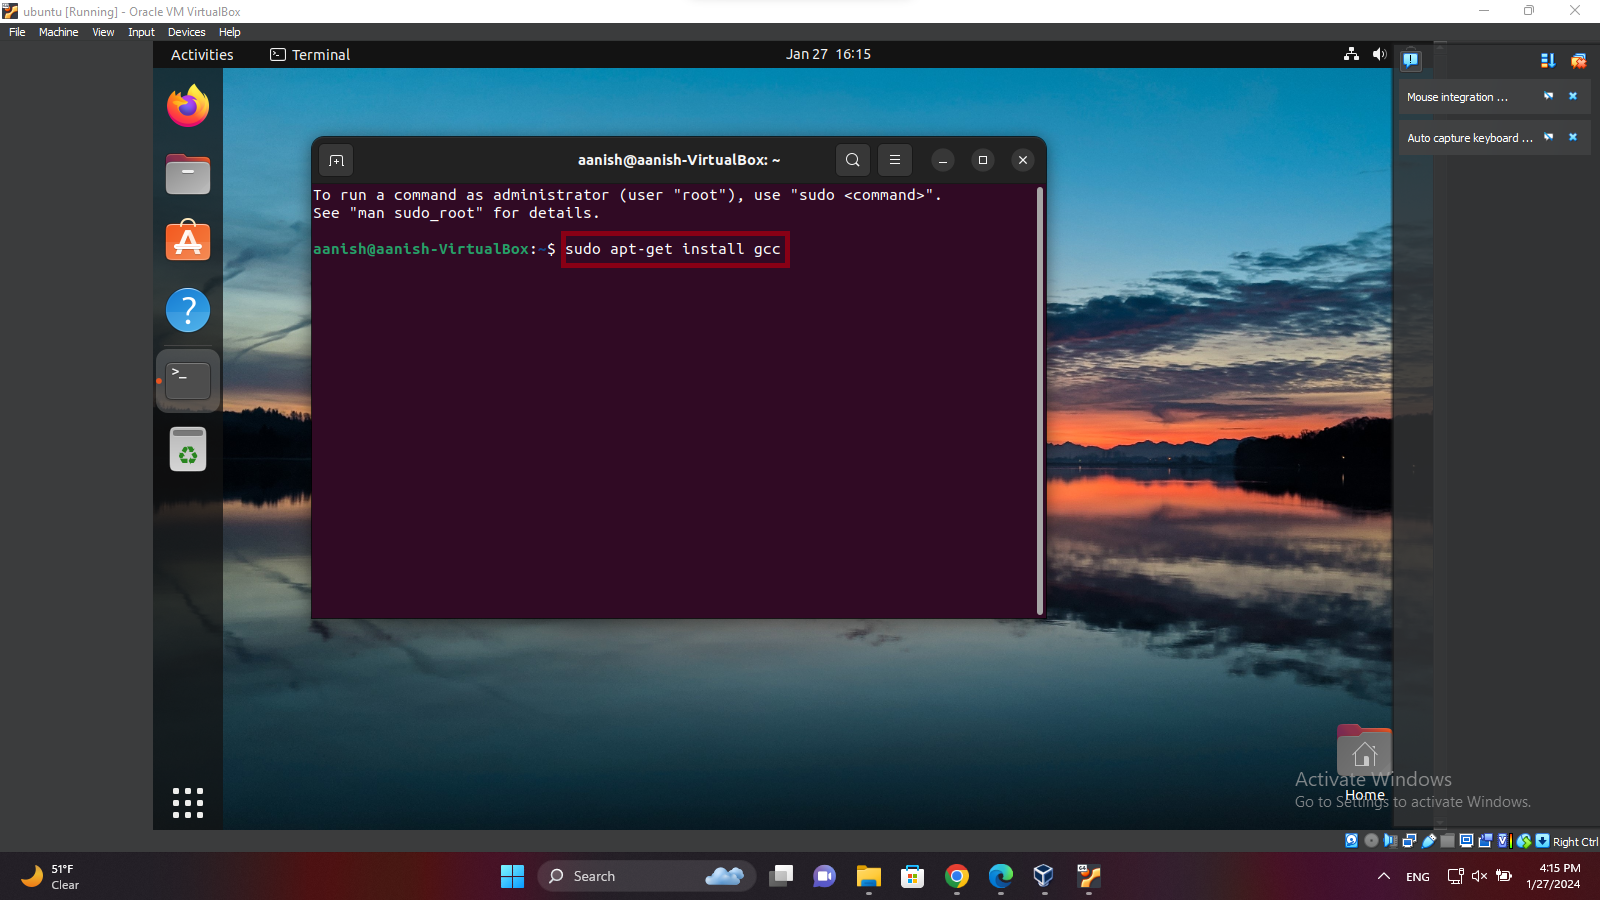 ubuntu [Running] - Oracle VM VirtualBox
File Machine View Input Devices Help
Activities Terminal Jan 27 16:15
Mouse integration ...
Auto capture keyboard ...
aanish@aanish-VirtualBox: ~
To run a command as administrator (user "root"), use "sudo <command>".
See "man sudo_root" for details.
aanish@aanish-VirtualBox:~$ sudo apt-get install gcc
Home
Activate Windows
Go to Settings to activate Windows.
Right Ctrl
51°F
Clear
Search
ENG
4:15 PM
1/27/2024